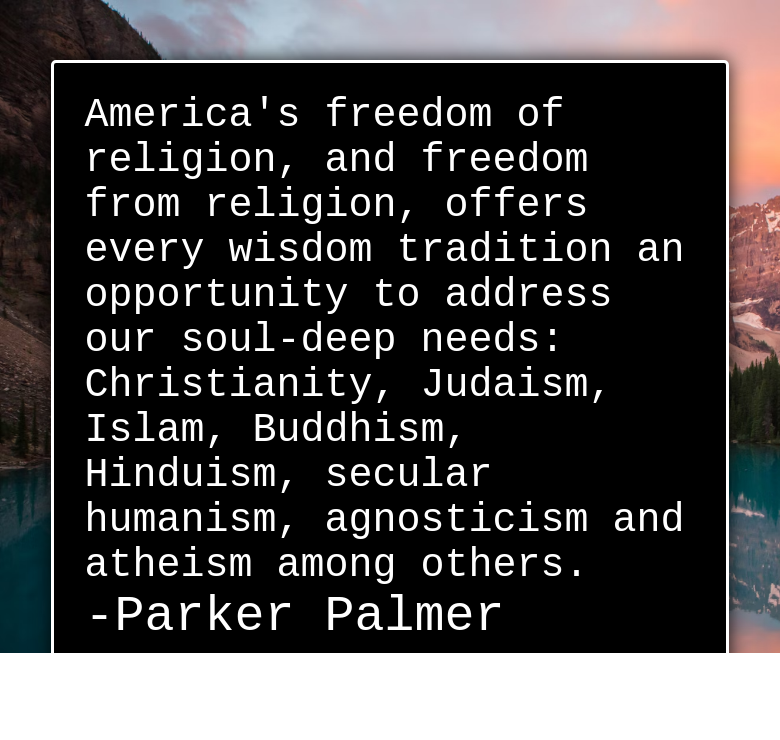 America's freedom of
religion, and freedom
from religion, offers
every wisdom tradition an
opportunity to address
our soul-deep needs:
Christianity, Judaism,
Islam, Buddhism,
Hinduism, secular
humanism, agnosticism and
atheism among others.
-Parker Palmer